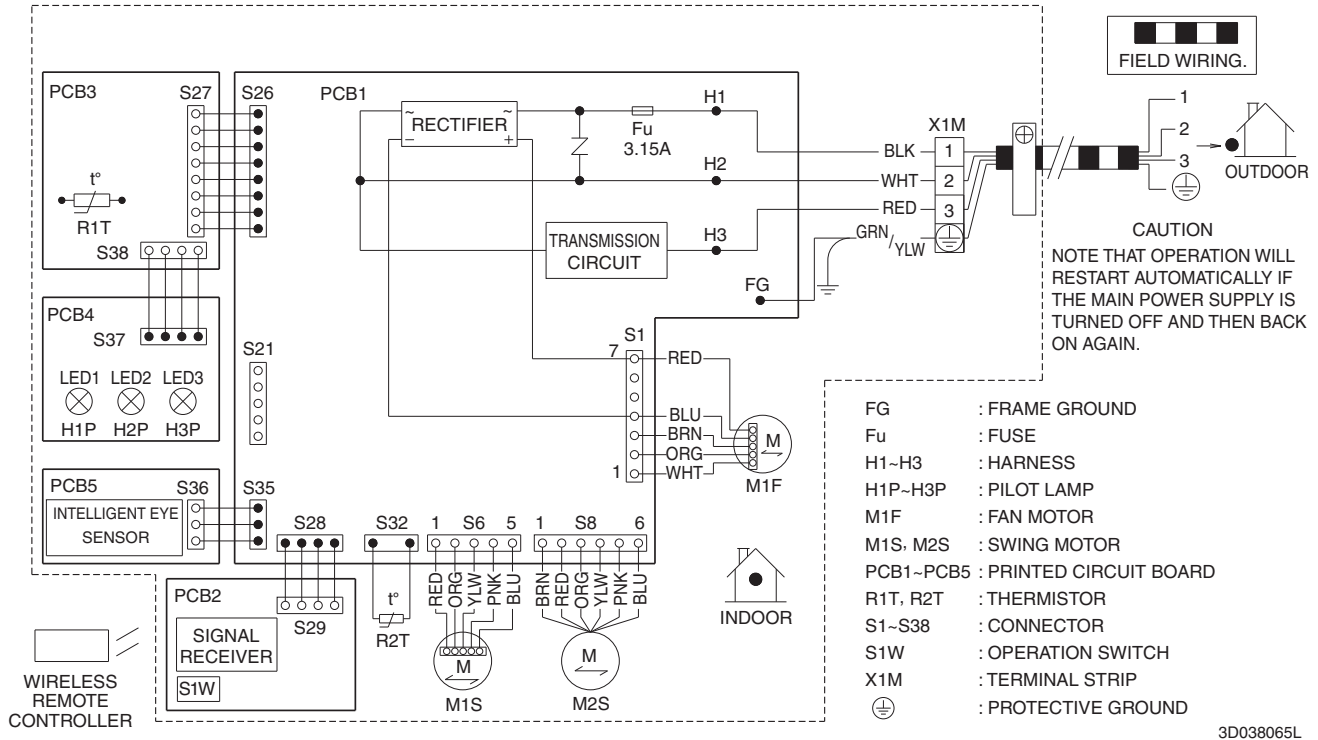 FIELD WIRING.
PCB3
S27
S26
PCB1
RECTIFIER
~
~
−
+
Fu
3.15A
H1
X1M
1
2
3
OUTDOOR
BLK
1
H2
WHT
2
t°
R1T
RED
3
S38
TRANSMISSION
CIRCUIT
H3
GRN/YLW
FG
CAUTION
NOTE THAT OPERATION WILL
RESTART AUTOMATICALLY IF
THE MAIN POWER SUPPLY IS
TURNED OFF AND THEN BACK
ON AGAIN.
PCB4
S37
LED1 LED2 LED3
H1P H2P H3P
S21
S1
7
RED
BLU
BRN
ORG
1
WHT
M
M1F
PCB5
S36
S35
INTELLIGENT EYE
SENSOR
S28
S32
1 S6 5
1 S8 6
RED
ORG
YLW
PNK
BLU
BRN
RED
ORG
YLW
PNK
BLU
t°
R2T
M
M1S
M
M2S
INDOOR
PCB2
S29
SIGNAL
RECEIVER
S1W
WIRELESS
REMOTE
CONTROLLER
FG : FRAME GROUND
Fu : FUSE
H1~H3 : HARNESS
H1P~H3P : PILOT LAMP
M1F : FAN MOTOR
M1S, M2S : SWING MOTOR
PCB1~PCB5 : PRINTED CIRCUIT BOARD
R1T, R2T : THERMISTOR
S1~S38 : CONNECTOR
S1W : OPERATION SWITCH
X1M : TERMINAL STRIP
: PROTECTIVE GROUND
3D038065L